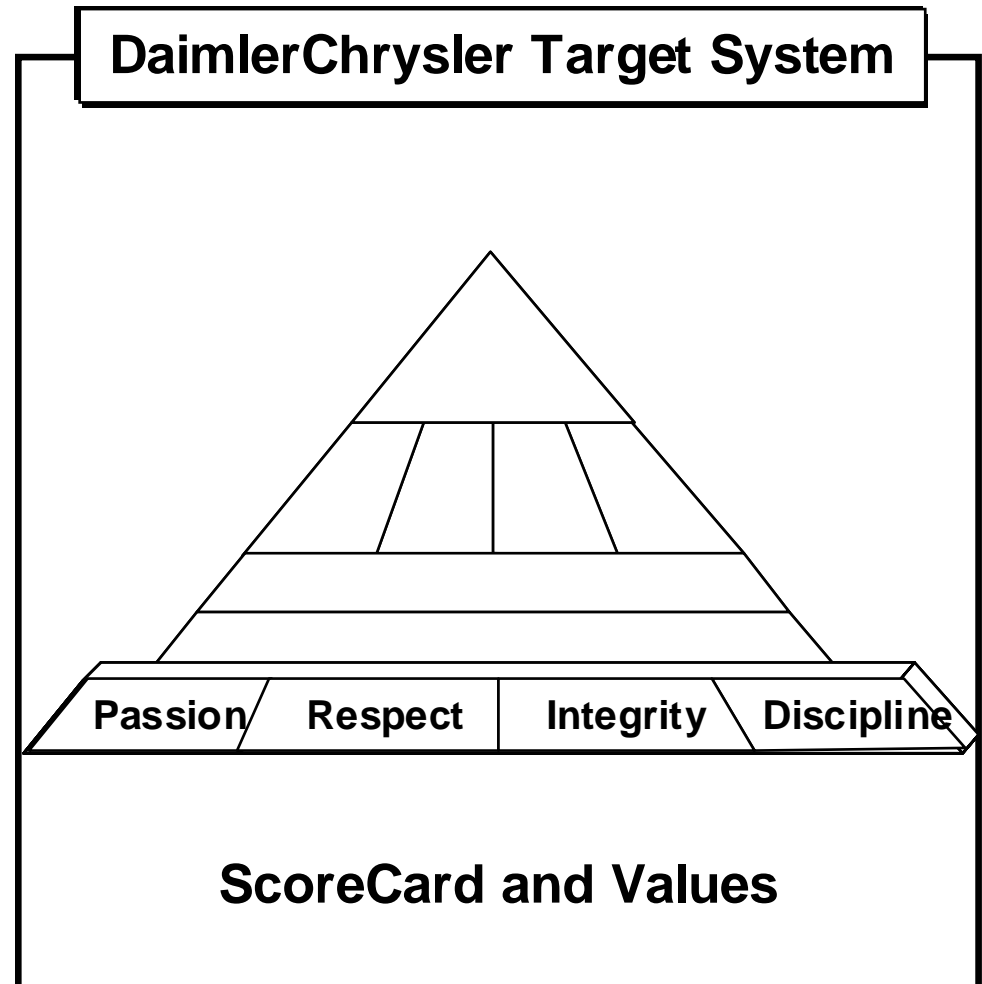 DaimlerChrysler Target System
Passion Respect Integrity Discipline
ScoreCard and Values